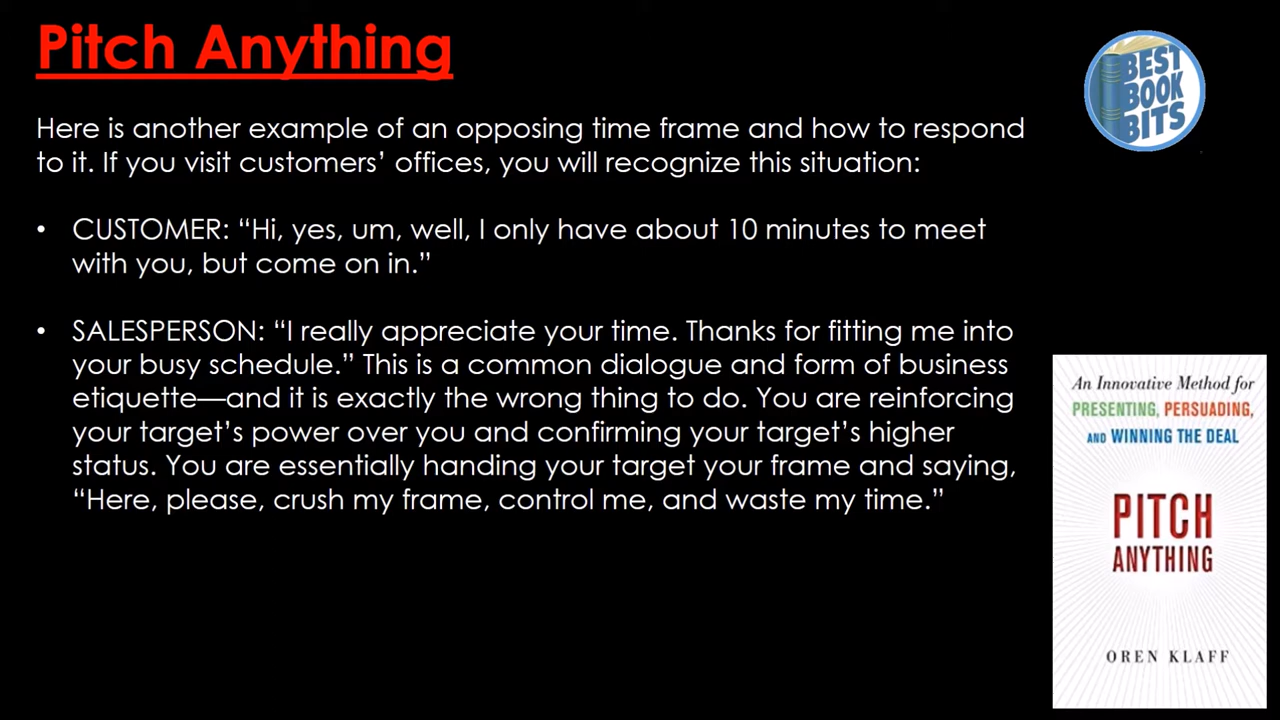 Pitch Anything
BEST
BOOK
BITS
Here is another example of an opposing time frame and how to respond
to it. If you visit customers’ offices, you will recognize this situation:
• CUSTOMER: “Hi, yes, um, well, I only have about 10 minutes to meet
with you, but come on in.”
• SALESPERSON: “I really appreciate your time. Thanks for fitting me into
your busy schedule.” This is a common dialogue and form of business
etiquette—and it is exactly the wrong thing to do. You are reinforcing
your target’s power over you and confirming your target’s higher
status. You are essentially handing your target your frame and saying,
“Here, please, crush my frame, control me, and waste my time.”
An Innovative Method for
PRESENTING, PERSUADING,
AND WINNING THE DEAL
PITCH
ANYTHING
OREN KLAFF